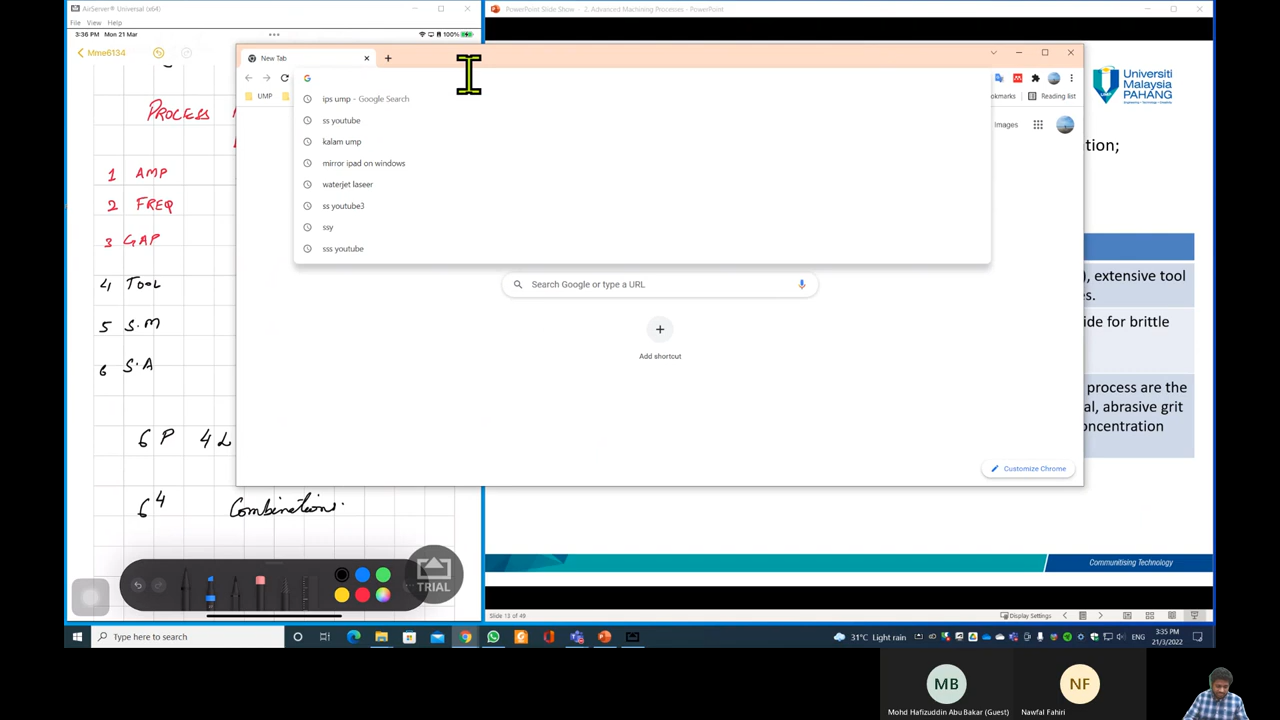 AirServer® Universal (x64)
File View Help
3:36 PM Mon 21 Mar
100%
Mme6134
PROCESS
1 AMP
2 FREQ
3 GAP
4 TOOL
5 S.M
6 S.A
6 P 4 L
6⁴ Combinations.
TRIAL
PowerPoint Slide Show - 2. Advanced Machining Processes - PowerPoint
New Tab
UMP
okmarks
Reading list
ips ump - Google Search
ss youtube
kalam ump
mirror ipad on windows
waterjet laseer
ss youtube3
ssy
sss youtube
Images
Search Google or type a URL
Add shortcut
Customize Chrome
Universiti
Malaysia
PAHANG
tion;
), extensive tool
es.
ide for brittle
process are the
al, abrasive grit
oncentration
Communitising Technology
Slide 13 of 49
Display Settings
Type here to search
31°C Light rain
ENG
3:35 PM
21/3/2022
MB
Mohd Hafizuddin Abu Bakar (Guest)
NF
Nawfal Fahiri